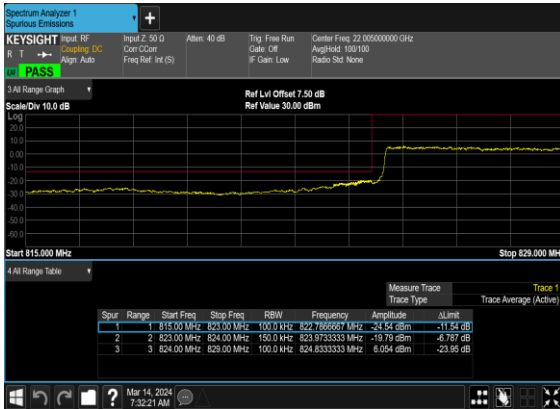 Spectrum Analyzer 1
Spurious Emissions
+
KEYSIGHT Input: RF Input Z: 50 Ω Atten: 40 dB Trig: Free Run Center Freq: 22.005000000 GHz
R T Coupling: DC Corr CCorr Gate: Off Avg|Hold: 100/100
Align: Auto Freq Ref: Int (S) IF Gain: Low Radio Std: None
PASS
3 All Range Graph
Ref Lvl Offset 7.50 dB
Scale/Div 10.0 dB Ref Value 30.00 dBm
Log
20.0
10.0
0.00
-10.0
-20.0
-30.0
-40.0
-50.0
-60.0
Start 815.000 MHz Stop 829.000 MH
4 All Range Table
Measure Trace Trace 1
Trace Type Trace Average (Active)
Spur Range Start Freq Stop Freq RBW Frequency Amplitude ΔLimit
1 1 815.00 MHz 823.00 MHz 100.0 kHz 822.7866667 MHz -24.54 dBm -11.54 dB
2 2 823.00 MHz 824.00 MHz 150.0 kHz 823.9733333 MHz -19.79 dBm -6.787 dB
3 3 824.00 MHz 829.00 MHz 100.0 kHz 824.8333333 MHz 6.054 dBm -23.95 dB
?
Mar 14, 2024
7:32:21 AM